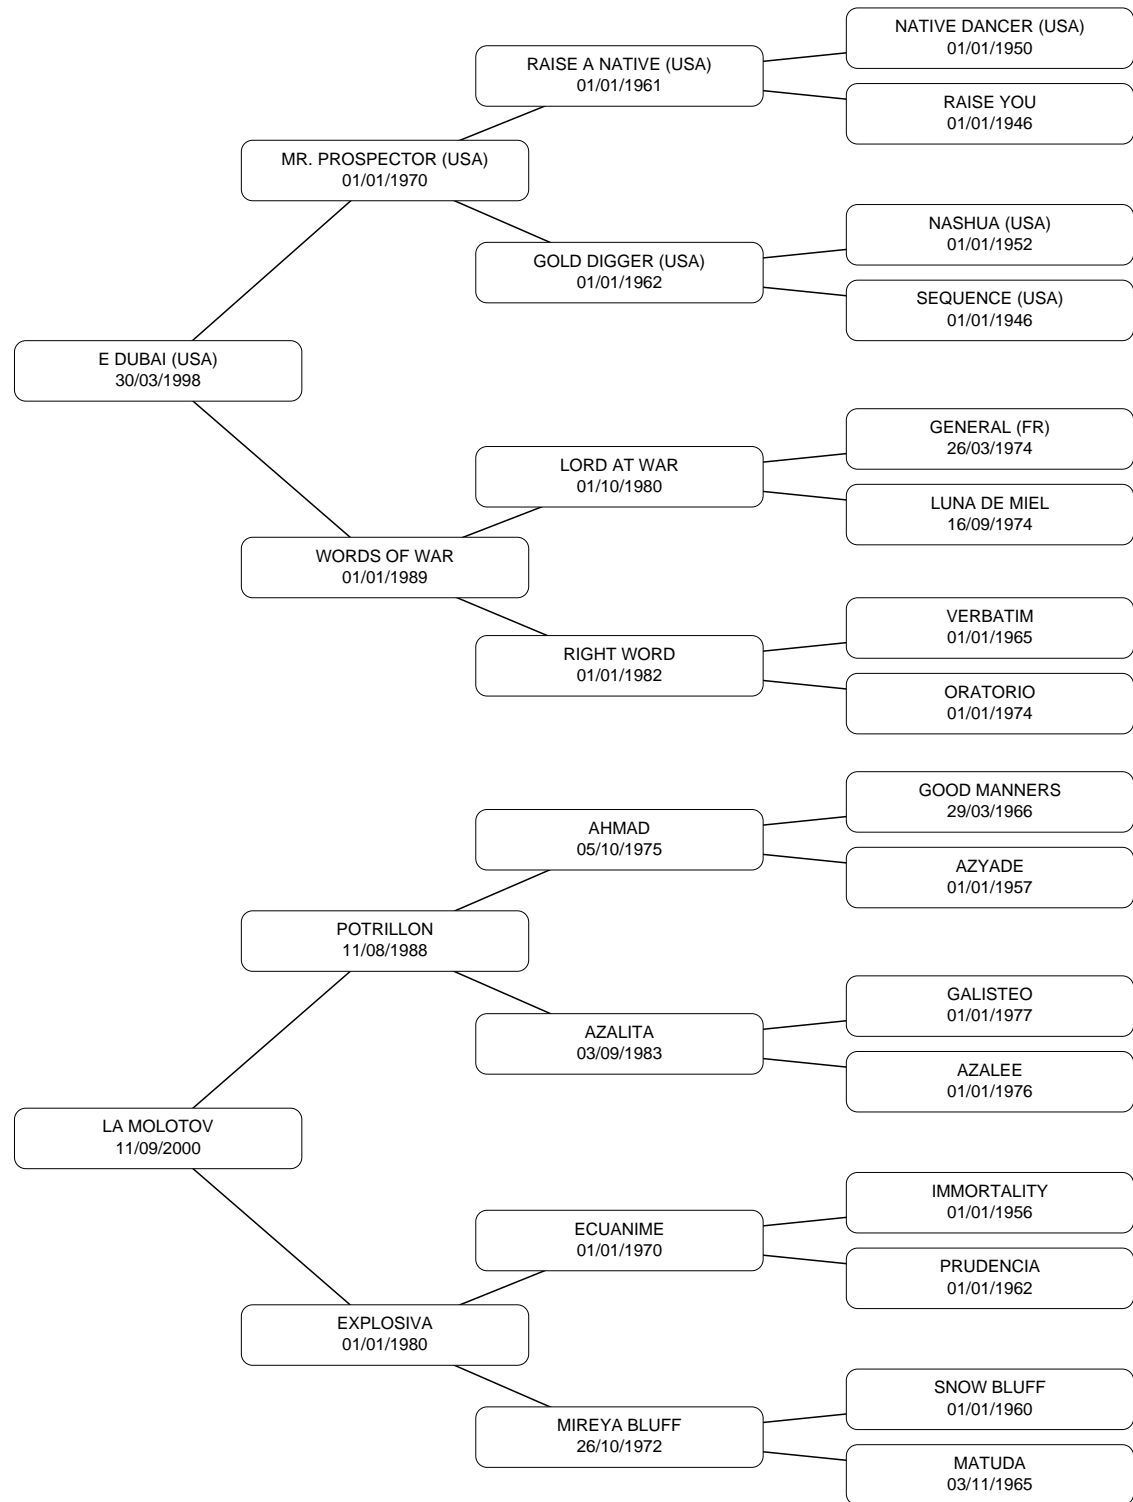 NATIVE DANCER (USA)
01/01/1950
RAISE A NATIVE (USA)
01/01/1961
RAISE YOU
01/01/1946
MR. PROSPECTOR (USA)
01/01/1970
NASHUA (USA)
01/01/1952
GOLD DIGGER (USA)
01/01/1962
SEQUENCE (USA)
01/01/1946
E DUBAI (USA)
30/03/1998
GENERAL (FR)
26/03/1974
LORD AT WAR
01/10/1980
LUNA DE MIEL
16/09/1974
WORDS OF WAR
01/01/1989
VERBATIM
01/01/1965
RIGHT WORD
01/01/1982
ORATORIO
01/01/1974
GOOD MANNERS
29/03/1966
AHMAD
05/10/1975
AZYADE
01/01/1957
POTRILLON
11/08/1988
GALISTEO
01/01/1977
AZALITA
03/09/1983
AZALEE
01/01/1976
LA MOLOTOV
11/09/2000
IMMORTALITY
01/01/1956
ECUANIME
01/01/1970
PRUDENCIA
01/01/1962
EXPLOSIVA
01/01/1980
SNOW BLUFF
01/01/1960
MIREYA BLUFF
26/10/1972
MATUDA
03/11/1965